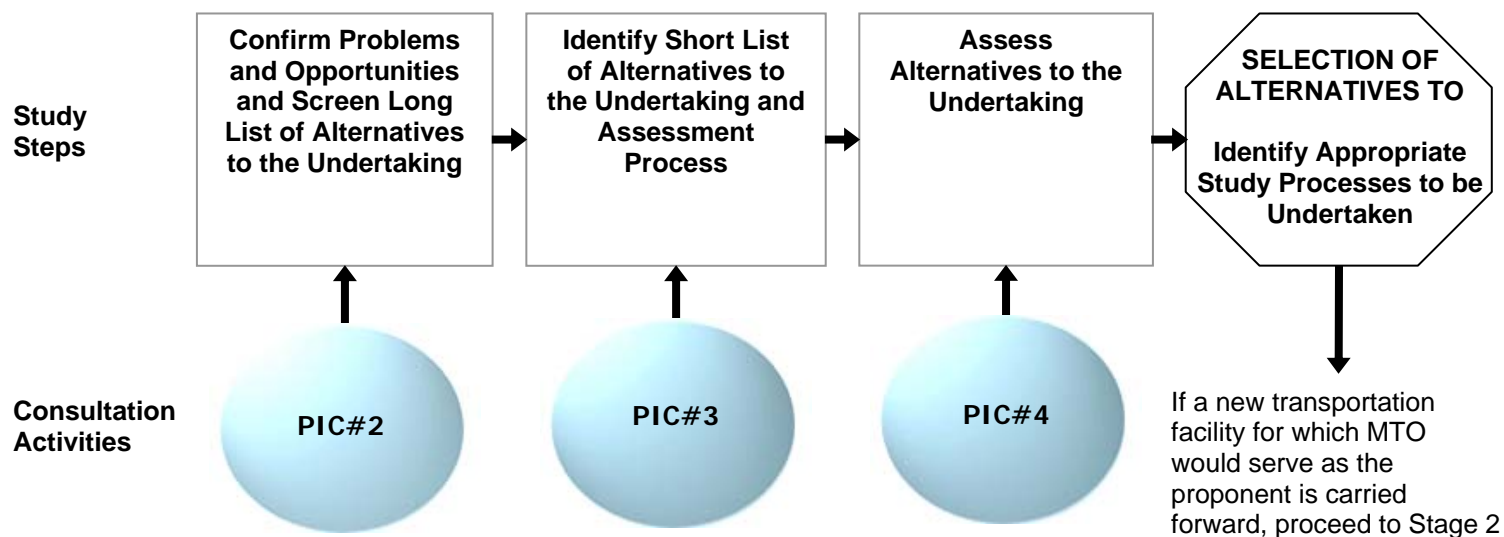 Study
Steps
Confirm Problems
and Opportunities
and Screen Long
List of Alternatives
to the Undertaking
Identify Short List
of Alternatives to
the Undertaking and
Assessment
Process
Assess
Alternatives to the
Undertaking
SELECTION OF
ALTERNATIVES TO
Identify Appropriate
Study Processes to be
Undertaken
Consultation
Activities
PIC#2
PIC#3
PIC#4
If a new transportation
facility for which MTO
would serve as the
proponent is carried
forward, proceed to Stage 2